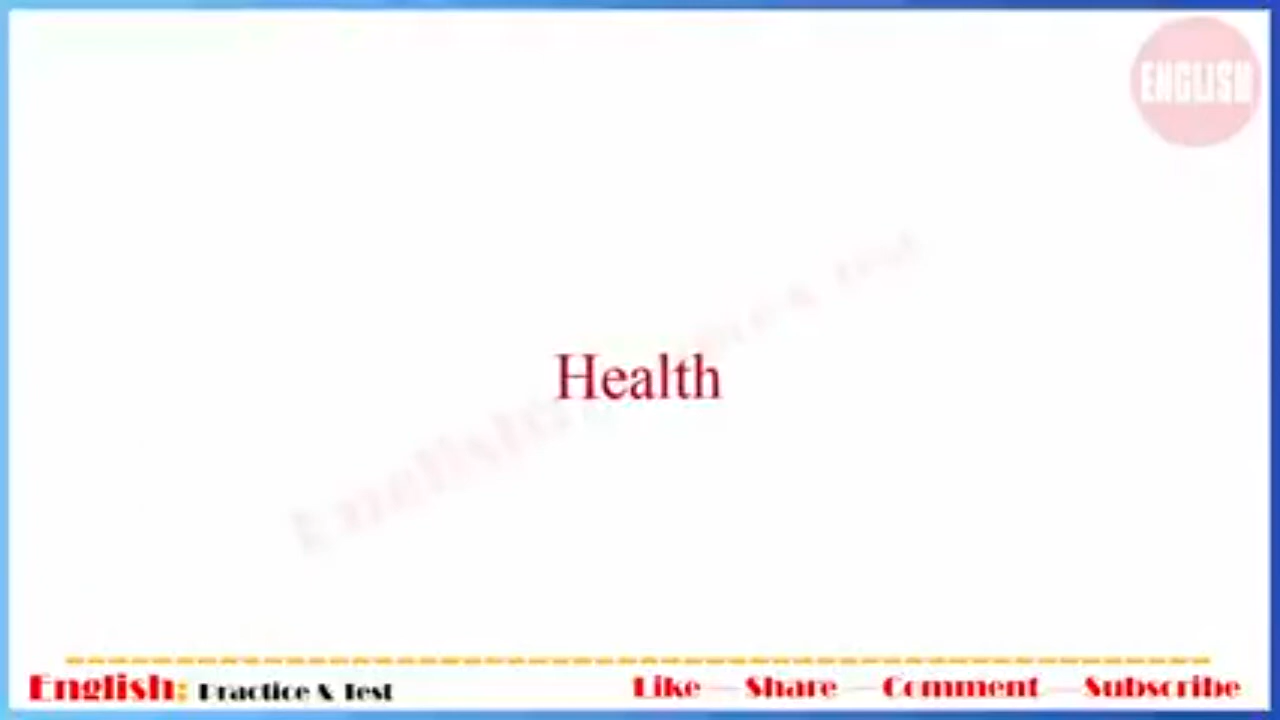 ENGLISH
Health
English: Practice & Test
Like — Share — Comment — Subscribe